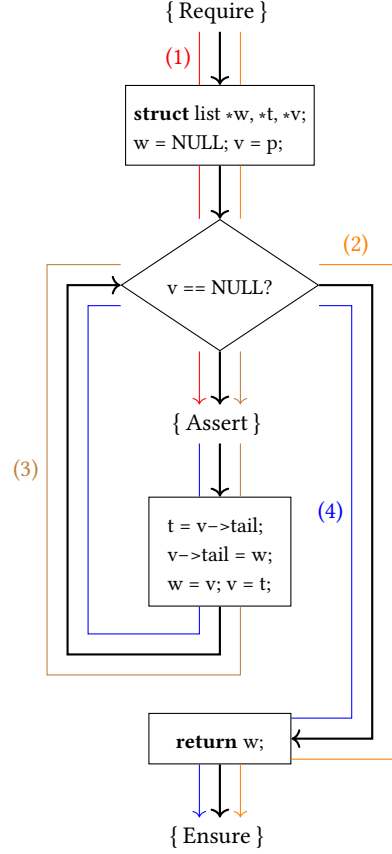 { Require }
(1)
struct list *w, *t, *v;
w = NULL; v = p;
(2)
v == NULL?
{ Assert }
(3)
t = v->tail;
v->tail = w;
w = v; v = t;
(4)
return w;
{ Ensure }